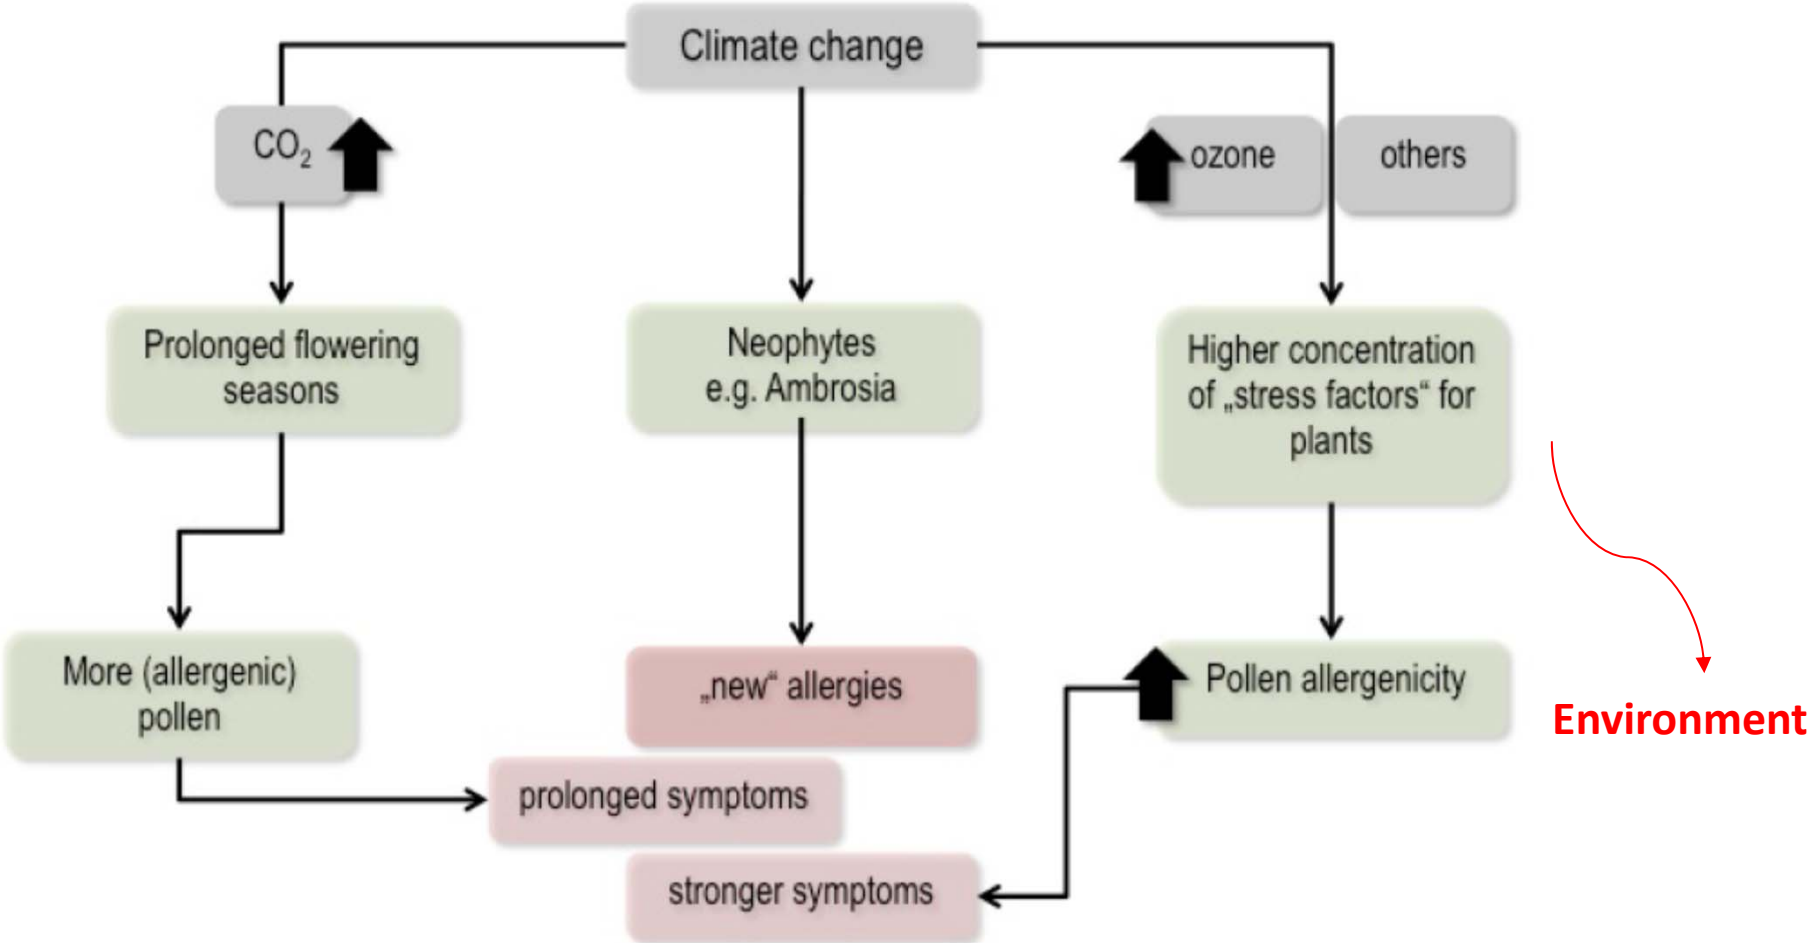 Climate change
CO₂
ozone
others
Prolonged flowering
seasons
Neophytes
e.g. Ambrosia
Higher concentration
of „stress factors“ for
plants
More (allergenic)
pollen
„new“ allergies
Pollen allergenicity
Environment
prolonged symptoms
stronger symptoms